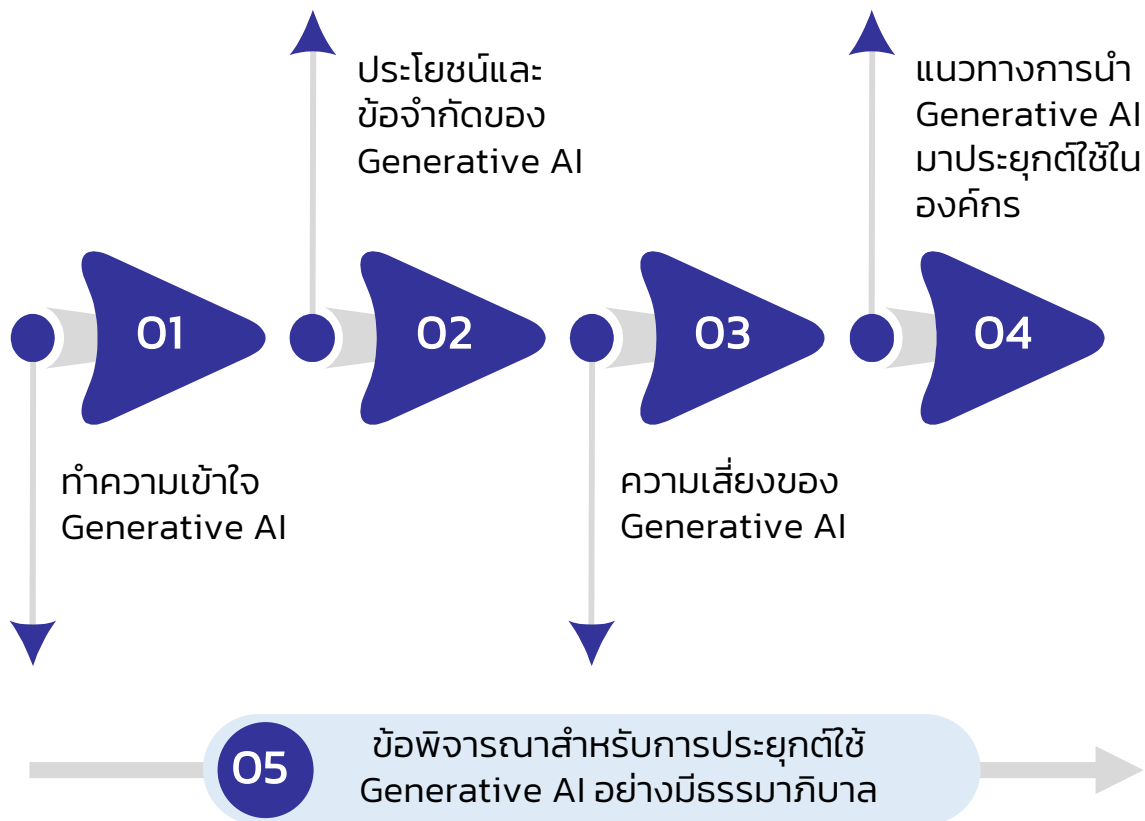 01
ทำความเข้าใจ
Generative AI
02
ประโยชน์และ
ข้อจำกัดของ
Generative AI
03
ความเสี่ยงของ
Generative AI
04
แนวทางการนำ
Generative AI
มาประยุกต์ใช้ใน
องค์กร
05
ข้อพิจารณาสำหรับการประยุกต์ใช้
Generative AI อย่างมีธรรมาภิบาล